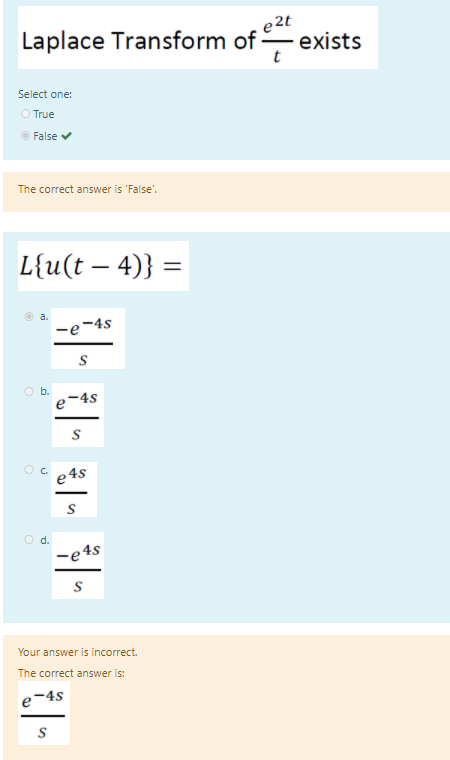 Laplace Transform of e^{2t}/t exists
Select one:
True
False ✔
The correct answer is 'False'.
L{u(t − 4)} =
a.
−e^{−4s}/s
b.
e^{−4s}/s
c.
e^{4s}/s
d.
−e^{4s}/s
Your answer is incorrect.
The correct answer is:
e^{−4s}/s